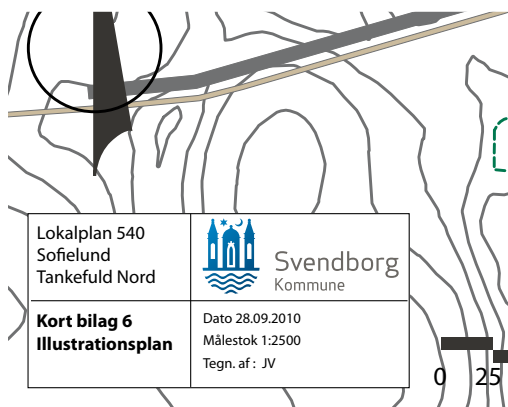 Lokalplan 540
Sofielund
Tankefuld Nord
Svendborg
Kommune
Kort bilag 6
Illustrationsplan
Dato 28.09.2010
Målestok 1:2500
Tegn. af : JV
0 25